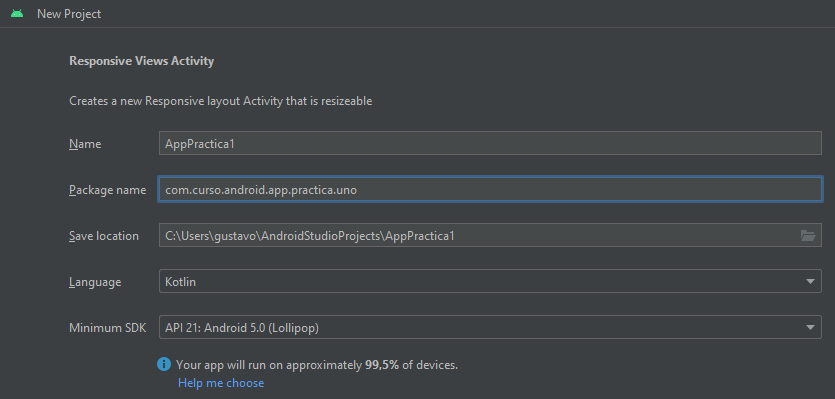 New Project
Responsive Views Activity
Creates a new Responsive layout Activity that is resizeable
Name AppPractica1
Package name com.curso.android.app.practica.uno
Save location C:\Users\gustavo\AndroidStudioProjects\AppPractica1
Language Kotlin
Minimum SDK API 21: Android 5.0 (Lollipop)
Your app will run on approximately 99,5% of devices.
Help me choose